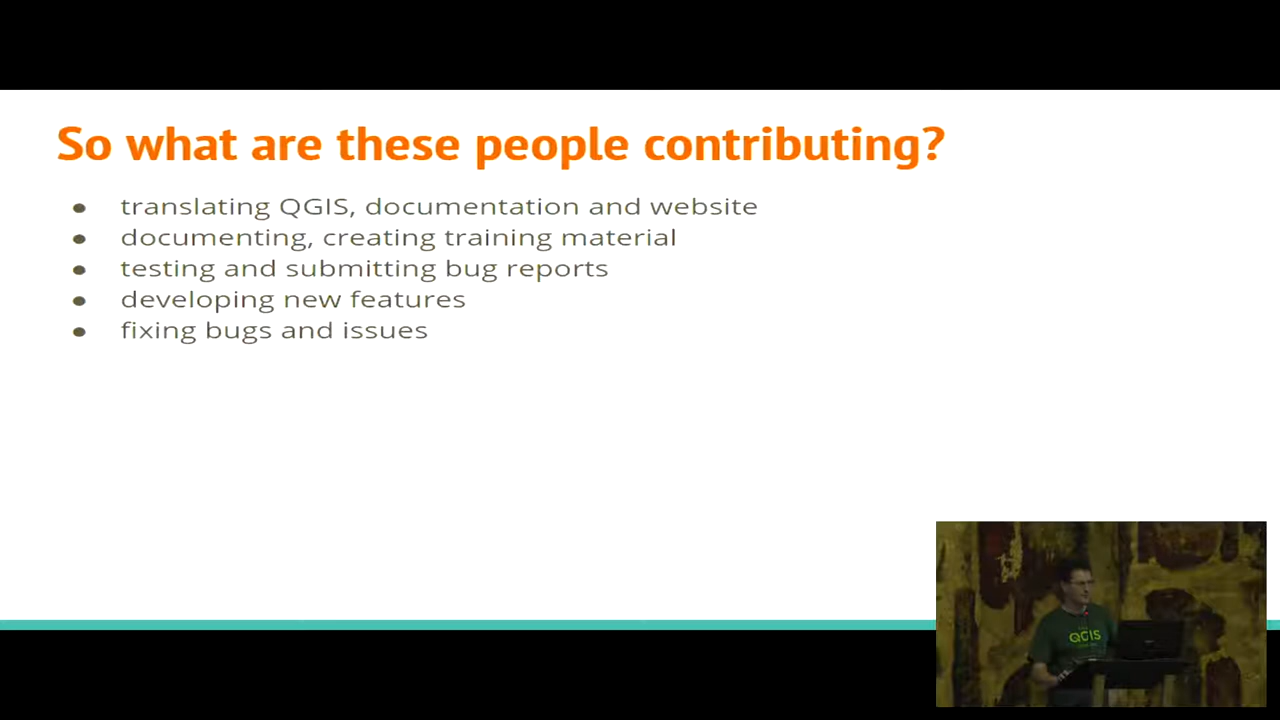 So what are these people contributing?
● translating QGIS, documentation and website
● documenting, creating training material
● testing and submitting bug reports
● developing new features
● fixing bugs and issues
QGIS